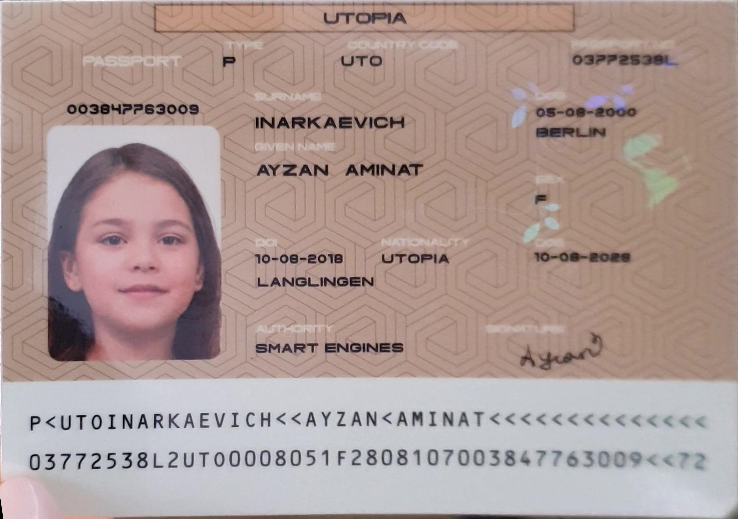 UTOPIA
PASSPORT
TYPE
P
COUNTRY CODE
UTO
PASSPORT
03772538L
003847763009
SURNAME
INARKAEVICH
DOB
05-08-2000
BERLIN
GIVEN NAME
AYZAN AMINAT
SEX
F
DOI
10-08-2018
LANGLINGEN
NATIONALITY
UTOPIA
DOE
10-08-2028
AUTHORITY
SMART ENGINES
SIGNATURE
Ayzan
P<UTOINARKAEVICH<<AYZAN<AMINAT<<<<<<<<<<<<<<
03772538L2UTO0008051F2808107003847763009<<72